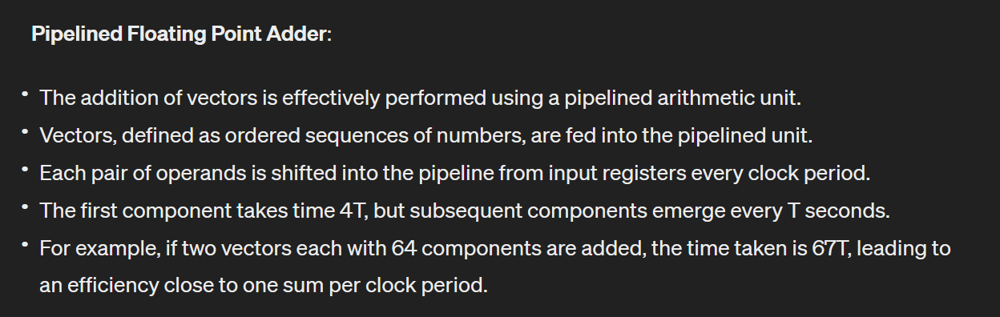 Pipelined Floating Point Adder:
• The addition of vectors is effectively performed using a pipelined arithmetic unit.
• Vectors, defined as ordered sequences of numbers, are fed into the pipelined unit.
• Each pair of operands is shifted into the pipeline from input registers every clock period.
• The first component takes time 4T, but subsequent components emerge every T seconds.
• For example, if two vectors each with 64 components are added, the time taken is 67T, leading to
an efficiency close to one sum per clock period.